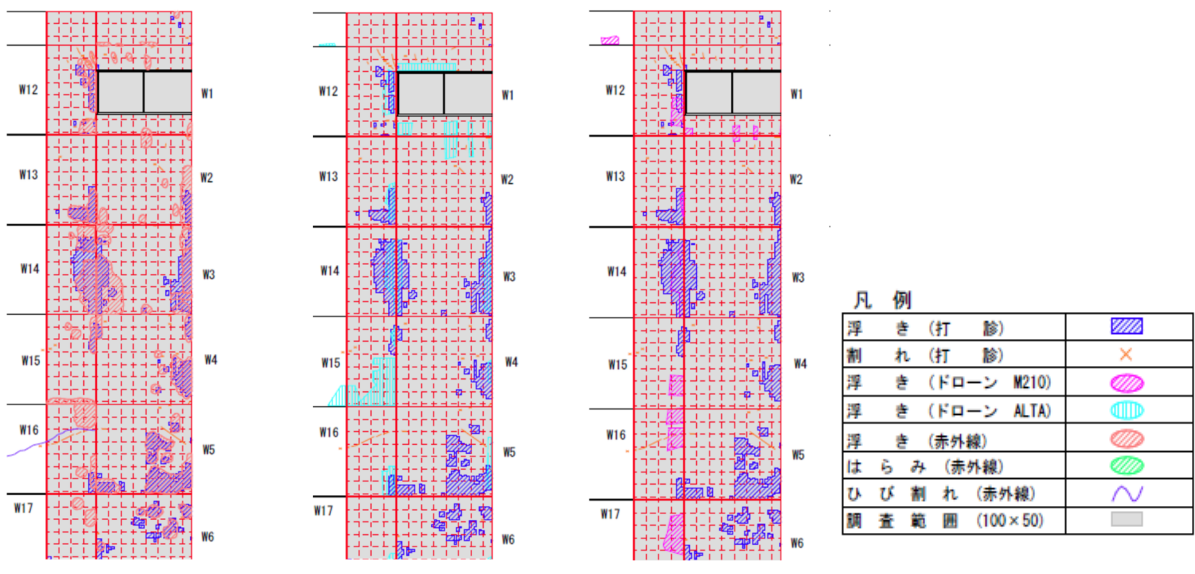 W12
W1
W13
W2
W14
W3
W15
W4
W16
W5
W17
W6
W12
W1
W13
W2
W14
W3
W15
W4
W16
W5
W17
W6
W12
W1
W13
W2
W14
W3
W15
W4
W16
W5
W17
W6
凡 例
浮 き (打 診)
割 れ (打 診)
浮 き (ドローン M210)
浮 き (ドローン ALTA)
浮 き (赤外線)
は ら み (赤外線)
ひ び 割 れ (赤外線)
調 査 範 囲 (100×50)